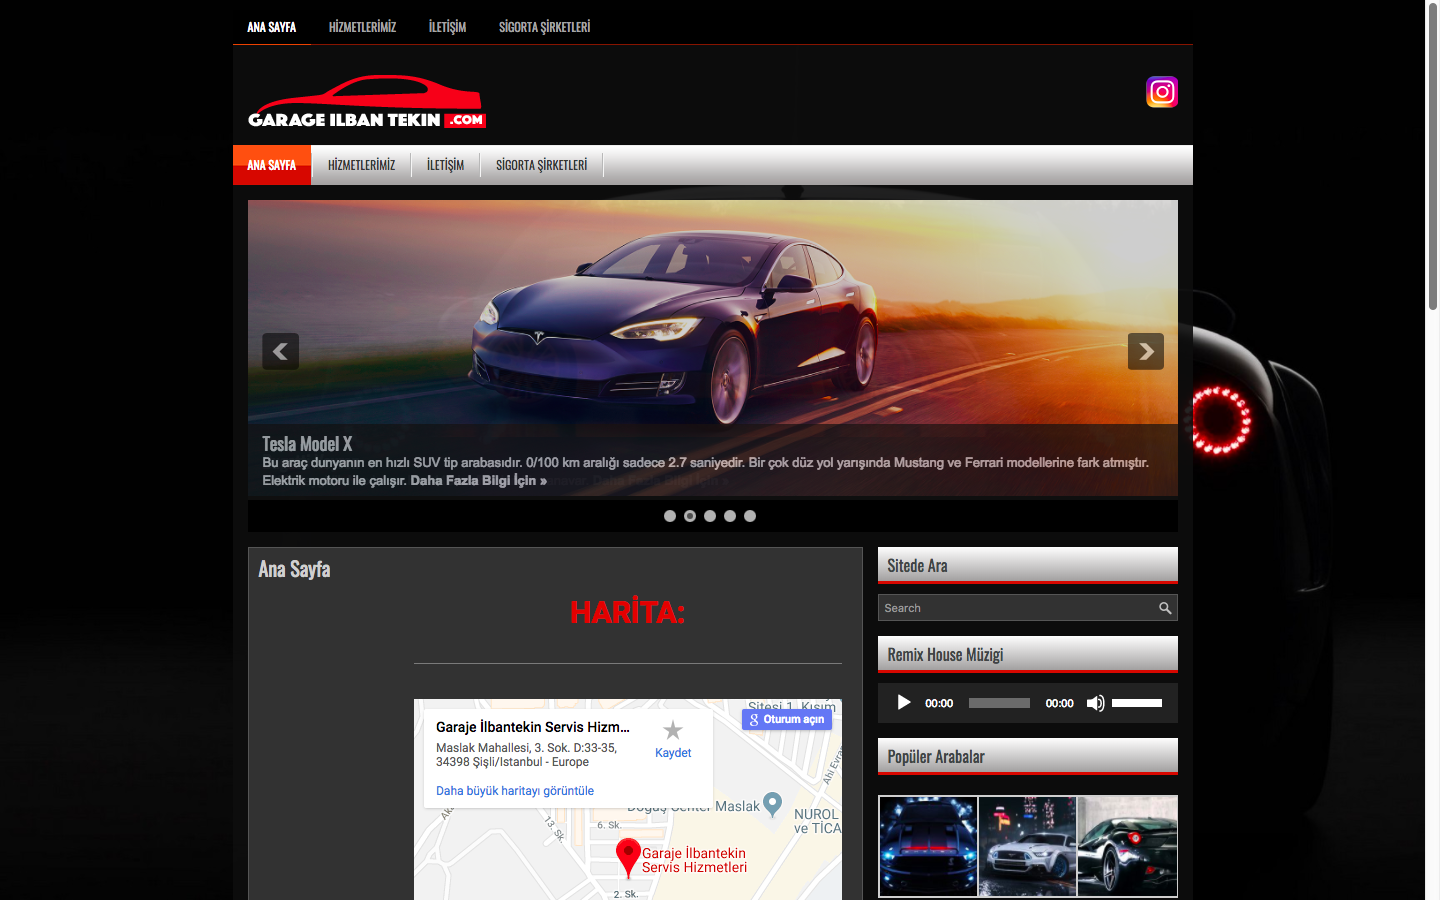 ANA SAYFA HİZMETLERİMİZ İLETİŞİM SİGORTA ŞİRKETLERİ
GARAGE ILBAN TEKIN .COM
ANA SAYFA HİZMETLERİMİZ İLETİŞİM SİGORTA ŞİRKETLERİ
Tesla Model X
Bu araç dunyanın en hızlı SUV tip arabasıdır. 0/100 km aralığı sadece 2.7 saniyedir. Bir çok düz yol yarışında Mustang ve Ferrari modellerine fark atmıştır.
Elektrik motoru ile çalışır. Daha Fazla Bilgi İçin »
Ana Sayfa
HARİTA:
Sitesi 1. Kısım
Garaje İlbantekin Servis Hizm...
Maslak Mahallesi, 3. Sok. D:33-35,
34398 Şişli/Istanbul - Europe
Kaydet
Daha büyük haritayı görüntüle
Oturum açın
Ahi Evran
Doğuş Center Maslak
NUROL
ve TİCA
13. Sk.
6. Sk.
Garaje İlbantekin
Servis Hizmetleri
2. Sk.
Sitede Ara
Search
Remix House Müzigi
00:00 00:00
Popüler Arabalar